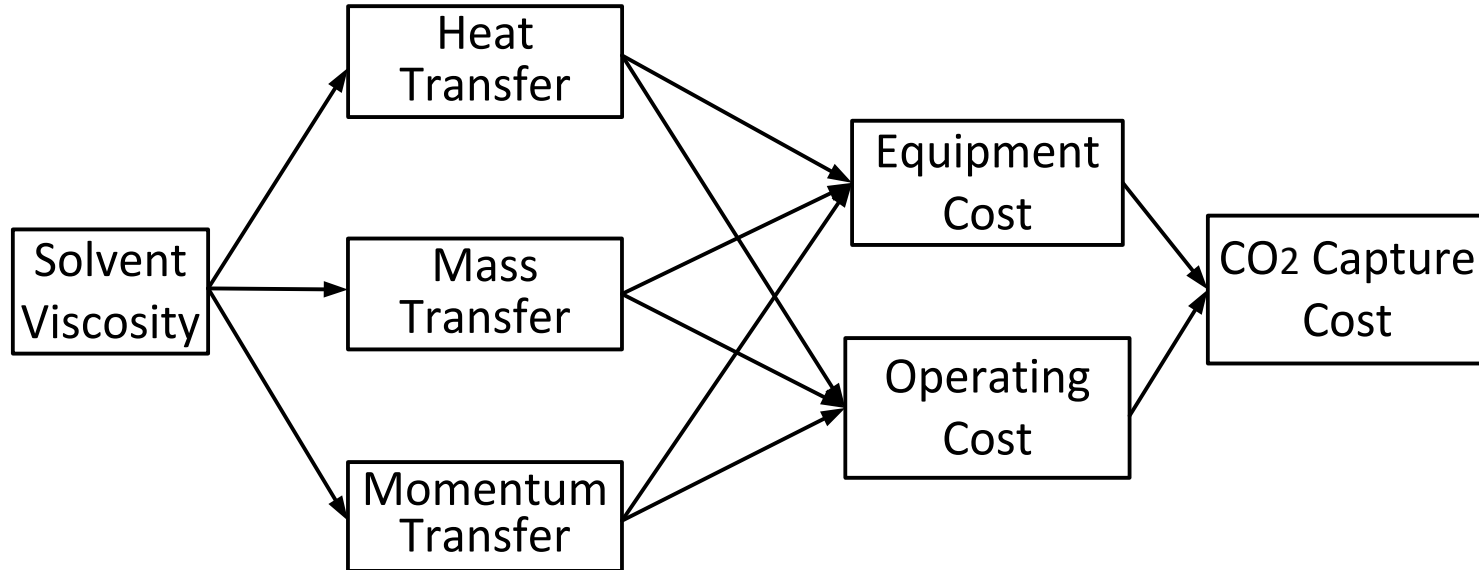 Heat
Transfer
Equipment
Cost
Solvent
Viscosity
Mass
Transfer
CO2 Capture
Cost
Operating
Cost
Momentum
Transfer